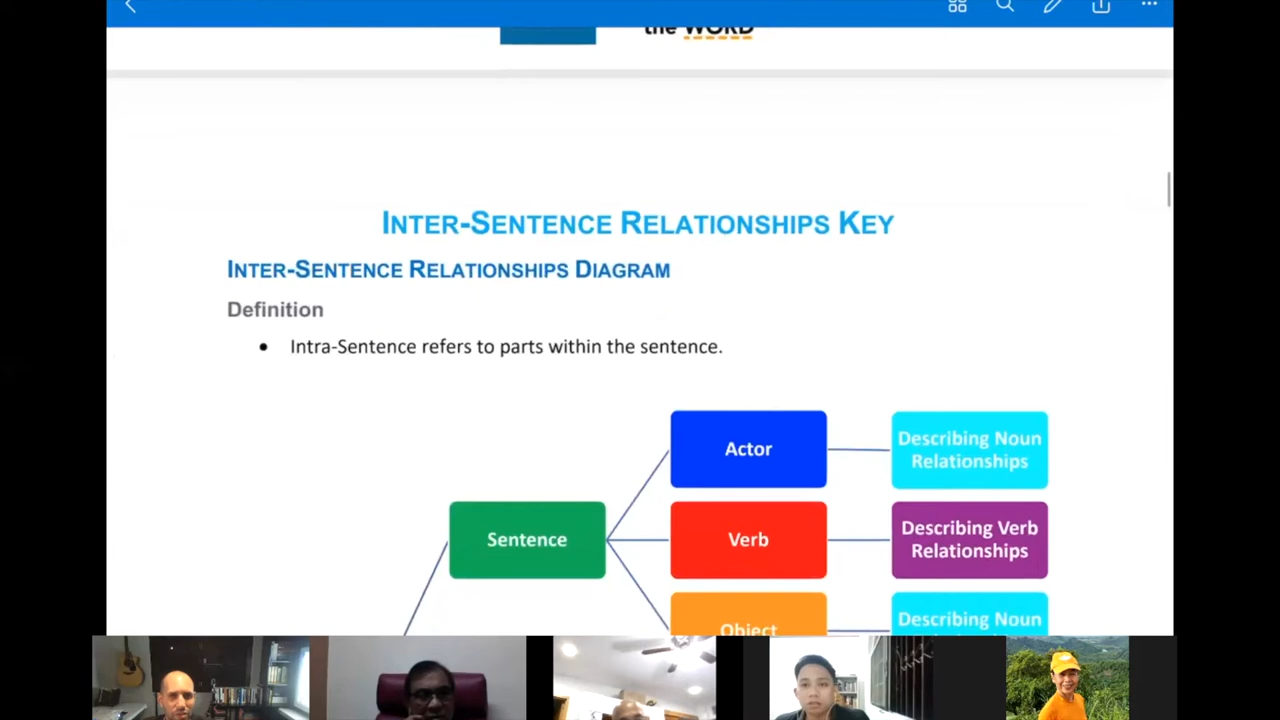 the WORD
INTER-SENTENCE RELATIONSHIPS KEY
INTER-SENTENCE RELATIONSHIPS DIAGRAM
Definition
• Intra-Sentence refers to parts within the sentence.
Actor
Describing Noun
Relationships
Sentence
Verb
Describing Verb
Relationships
Object
Describing Noun